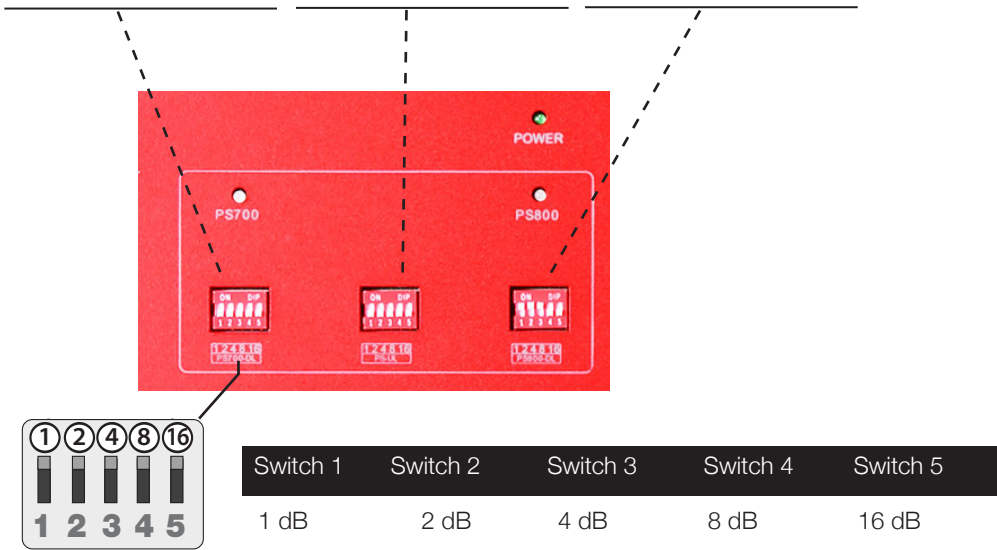 POWER
PS700 PS800
ON DIP ON DIP ON DIP
1 2 3 4 5 1 2 3 4 5 1 2 3 4 5
1 2 4 8 16 1 2 4 8 16 1 2 4 8 16
PS700-DL PS-UL PS800-DL
1 2 4 8 16
1 2 3 4 5
Switch 1 Switch 2 Switch 3 Switch 4 Switch 5
1 dB 2 dB 4 dB 8 dB 16 dB